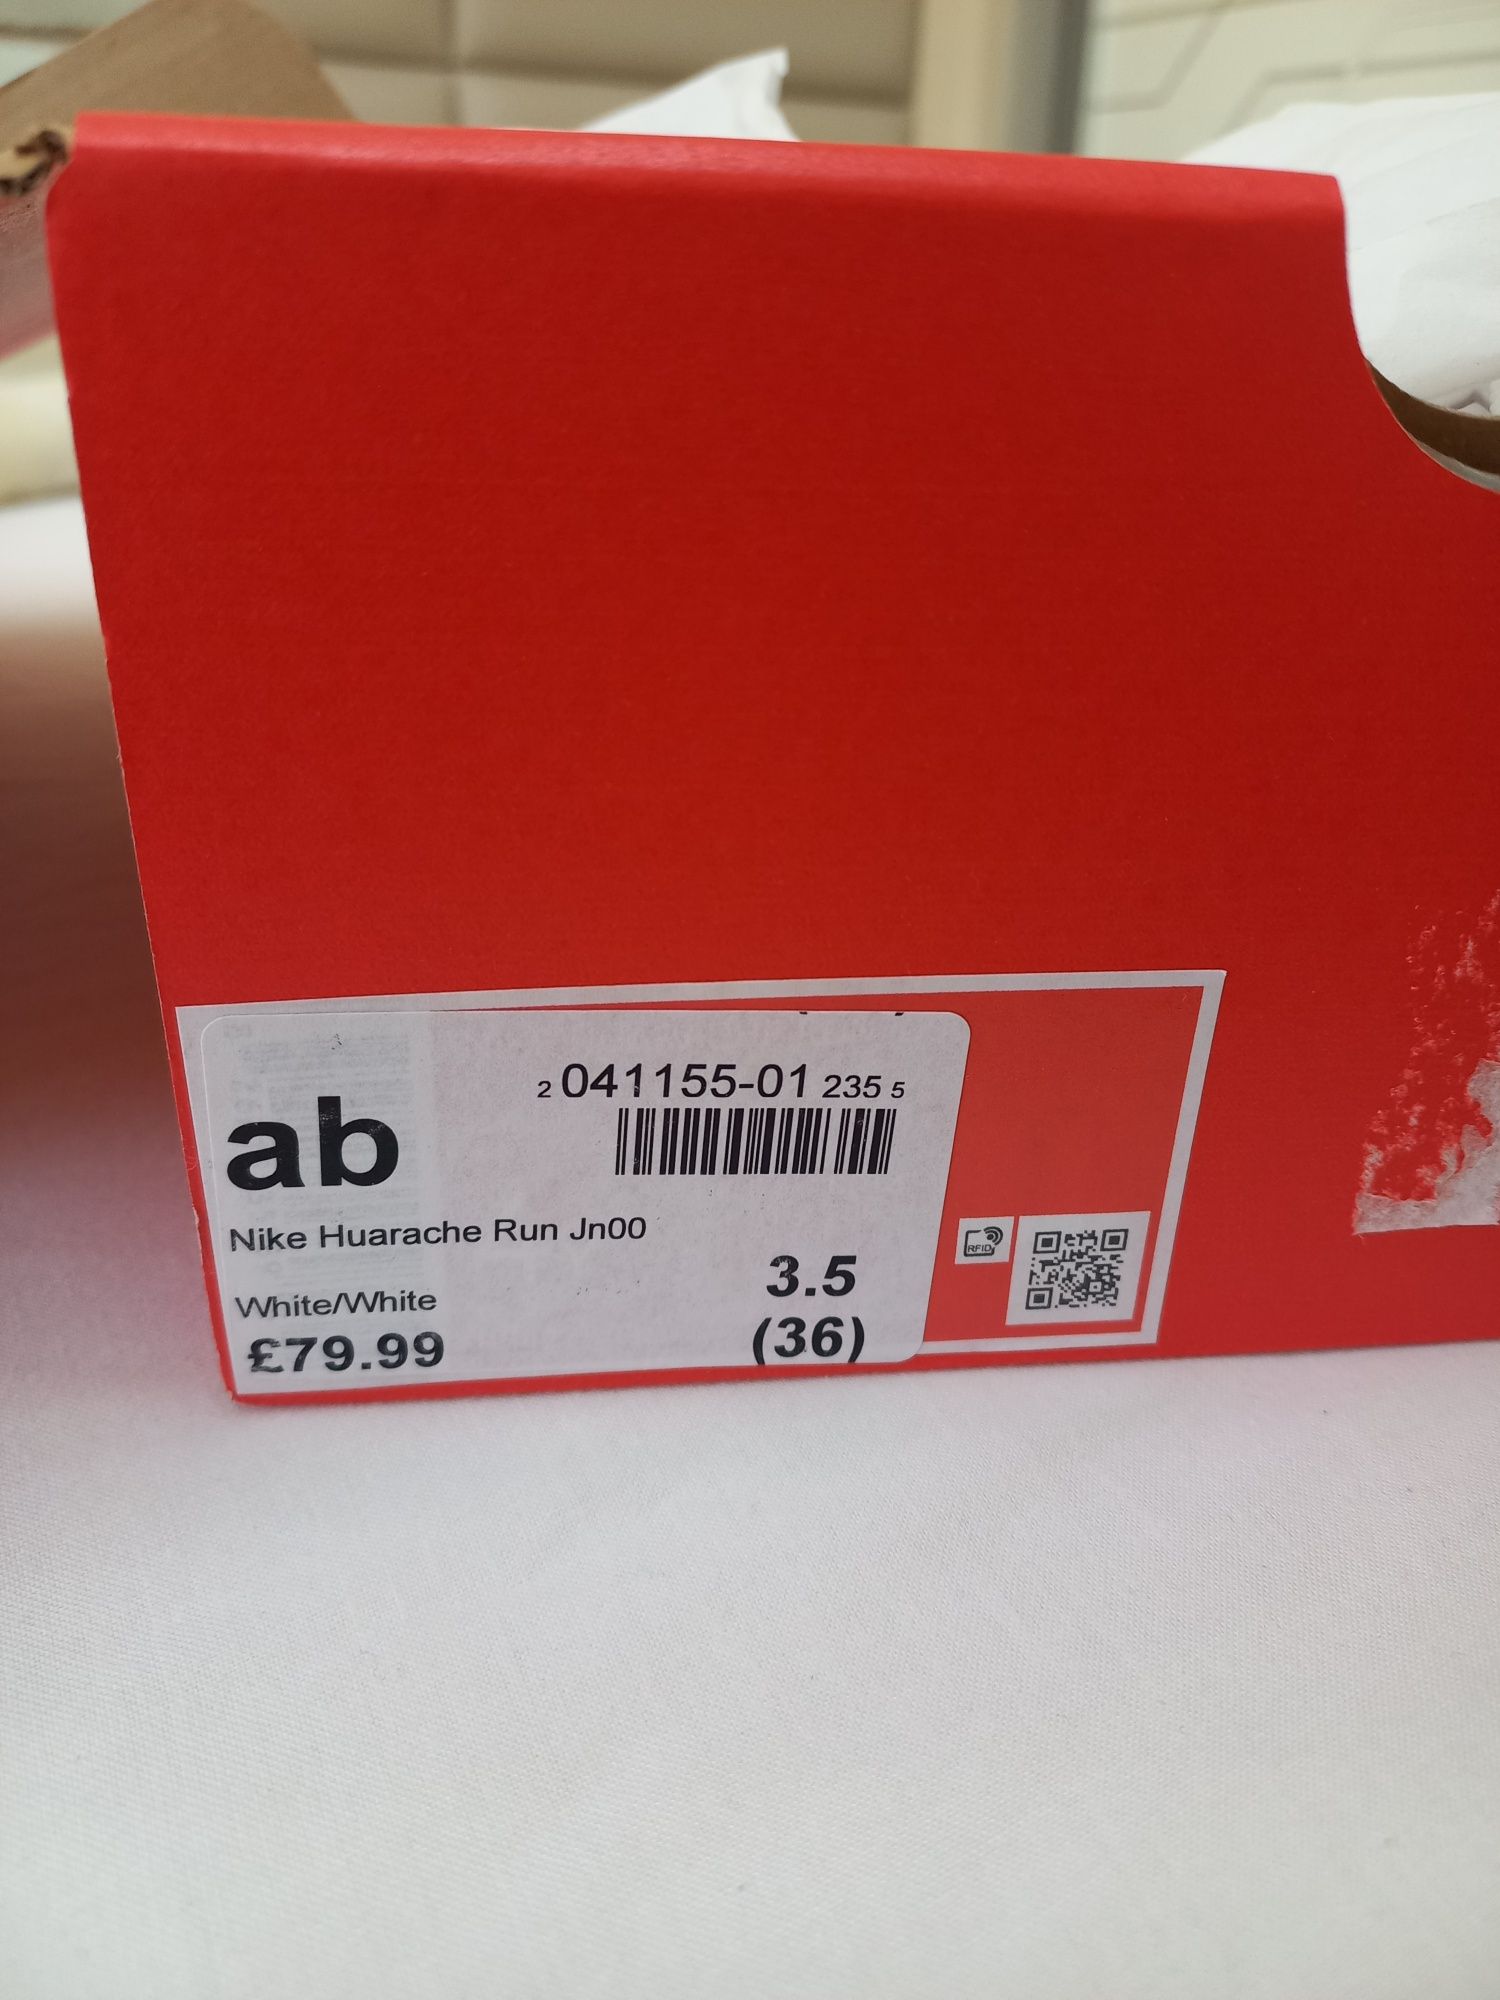 2 041155-01 235 5
ab
Nike Huarache Run Jn00
White/White
£79.99
3.5
(36)
RFID